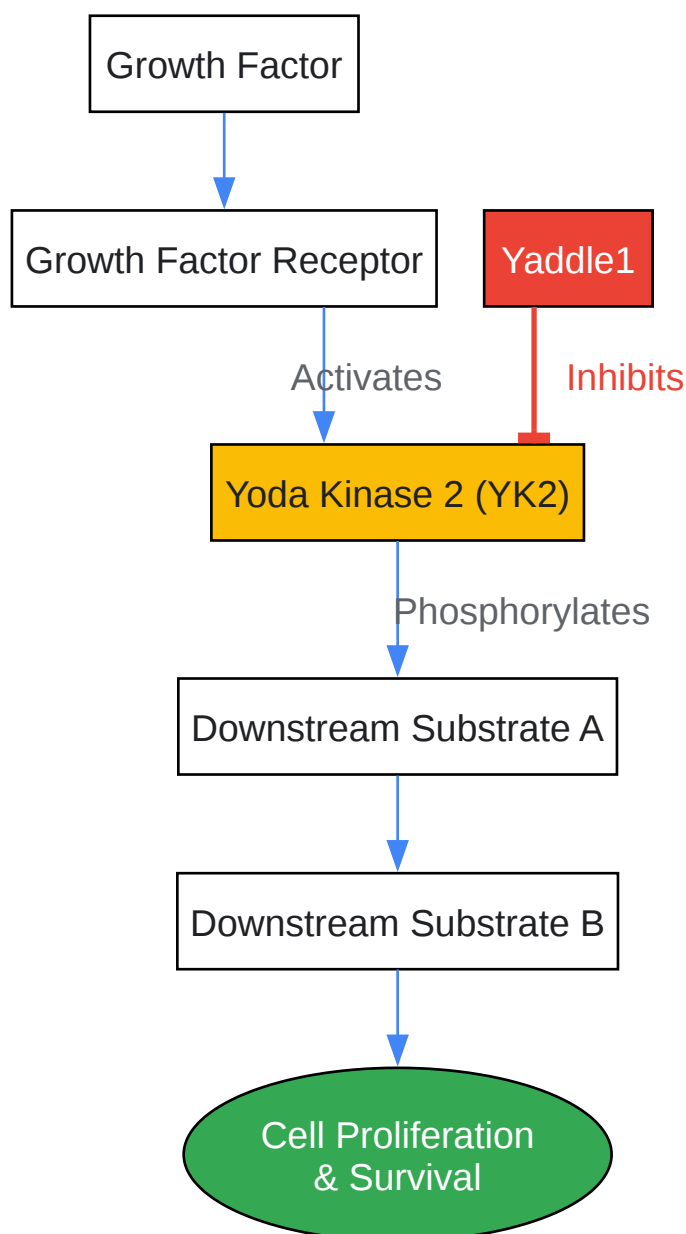 Growth Factor
Growth Factor Receptor
Yaddle1
Activates
Inhibits
Yoda Kinase 2 (YK2)
Phosphorylates
Downstream Substrate A
Downstream Substrate B
Cell Proliferation
& Survival